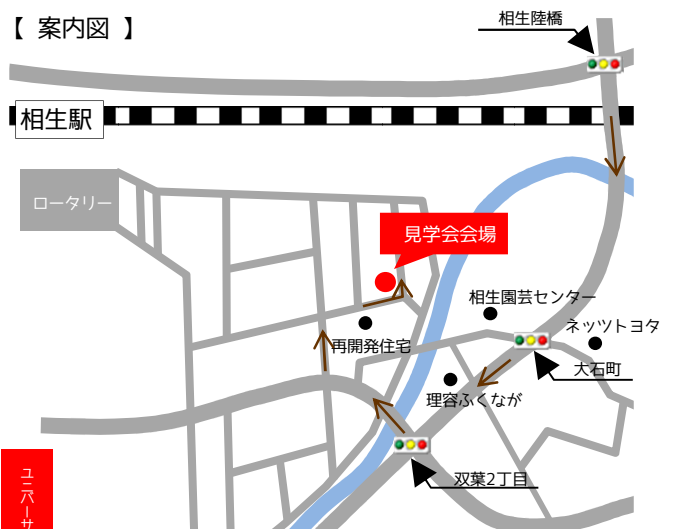 【 案内図 】
相生陸橋
相生駅
ロータリー
見学会会場
相生園芸センター
ネッツトヨタ
再開発住宅
大石町
理容ふくなが
双葉2丁目
ユニバーサ